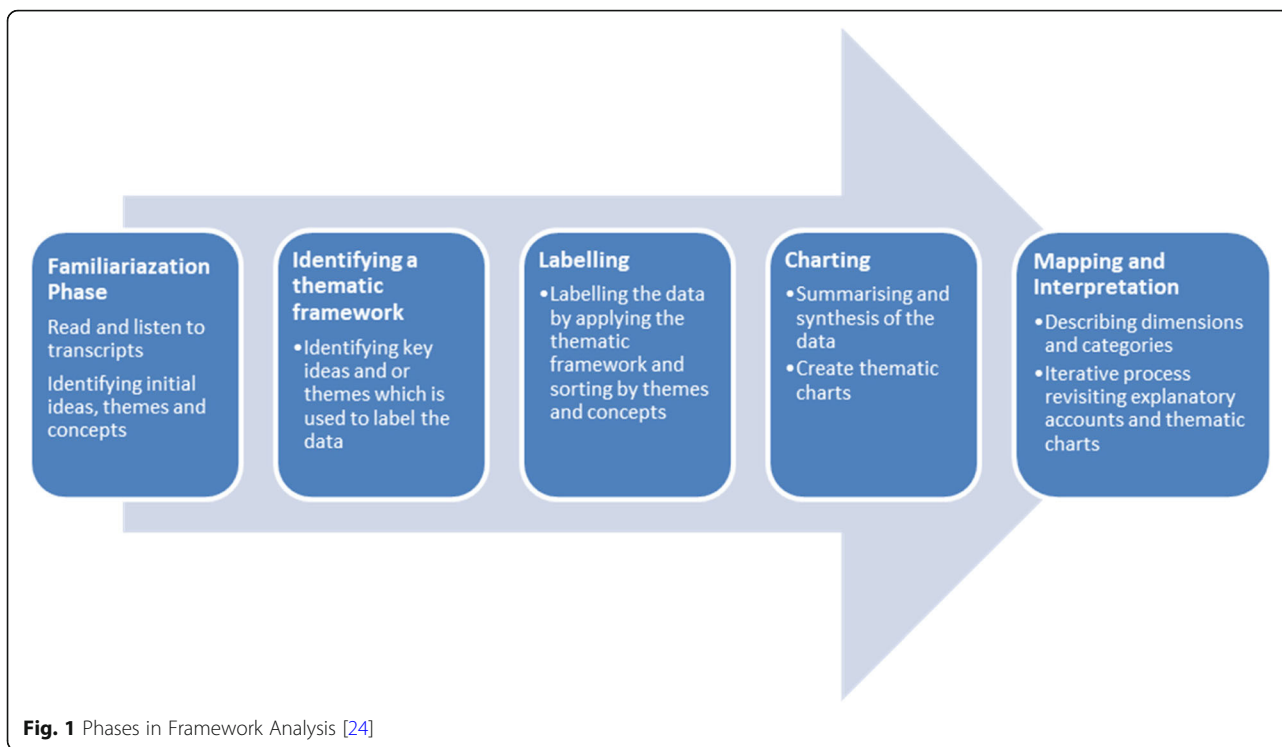 Familiariazation
Phase
Read and listen to
transcripts
Identifying initial
ideas, themes and
concepts
Identifying a
thematic
framework
•Identifying key
ideas and or
themes which is
used to label the
data
Labelling
•Labelling the data
by applying the
thematic
framework and
sorting by themes
and concepts
Charting
•Summarising and
synthesis of the
data
•Create thematic
charts
Mapping and
Interpretation
•Describing dimensions
and categories
•Iterative process
revisiting explanatory
accounts and thematic
charts
Fig. 1 Phases in Framework Analysis [24]